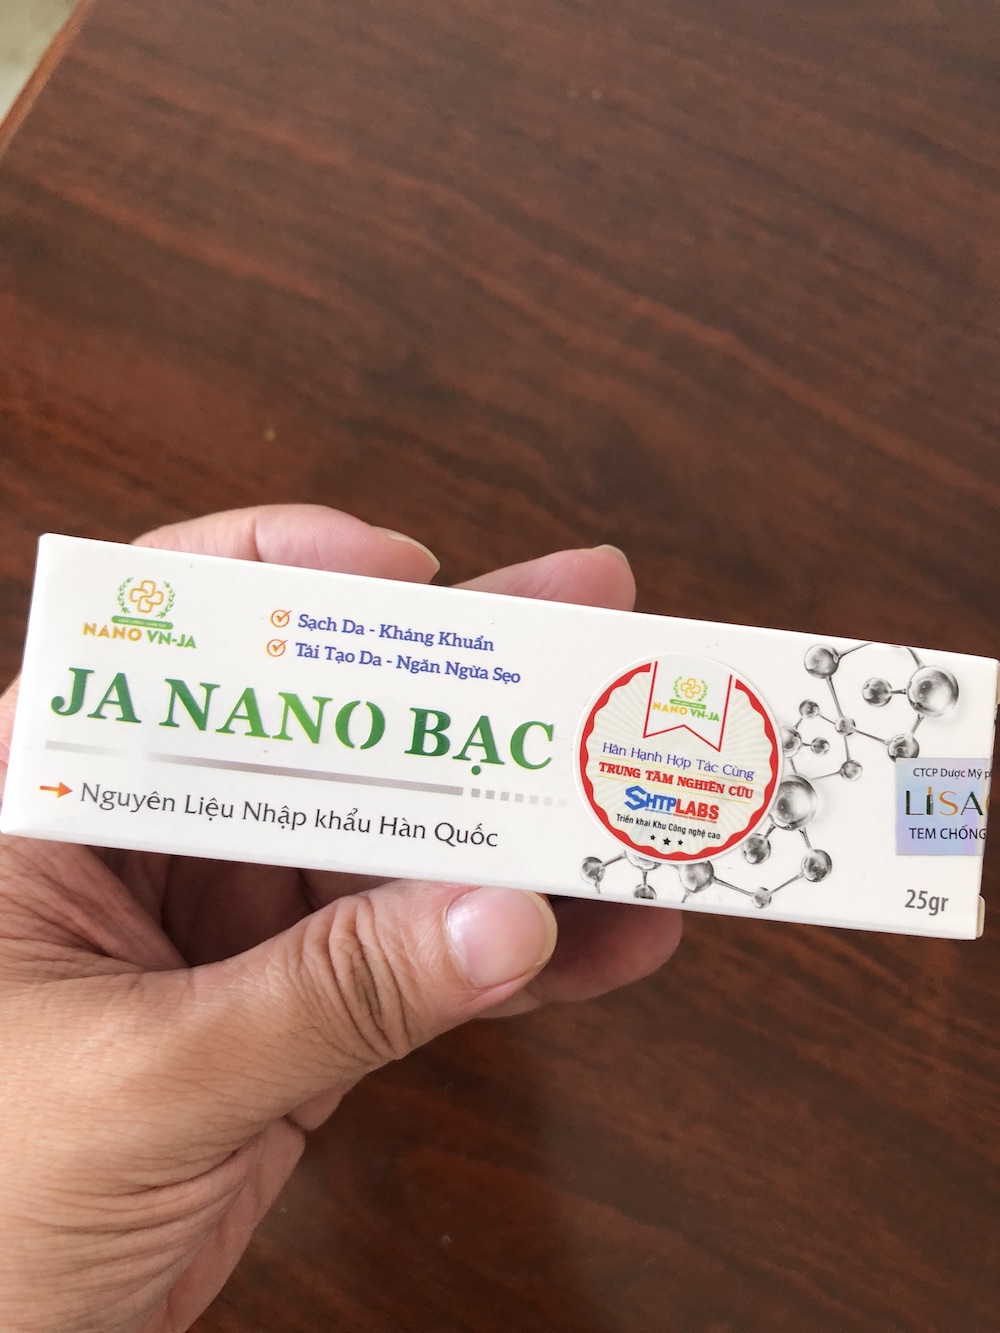 NANO VN-JA
Sạch Da - Kháng Khuẩn
Tái Tạo Da - Ngăn Ngừa Sẹo
JA NANO BẠC
Nguyên Liệu Nhập khẩu Hàn Quốc
NANO VN-JA
Hân Hạnh Hợp Tác Cùng
TRUNG TÂM NGHIÊN CỨU
SHTPLABS
Triển khai Khu Công nghệ cao
CTCP Dược Mỹ p
LISA
TEM CHỐNG
25gr